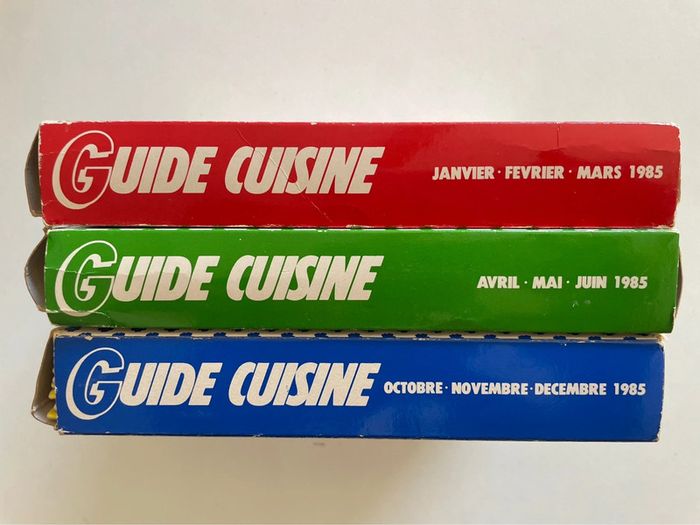 GUIDE CUISINE JANVIER · FEVRIER · MARS 1985
GUIDE CUISINE AVRIL · MAI · JUIN 1985
GUIDE CUISINE OCTOBRE · NOVEMBRE · DECEMBRE 1985